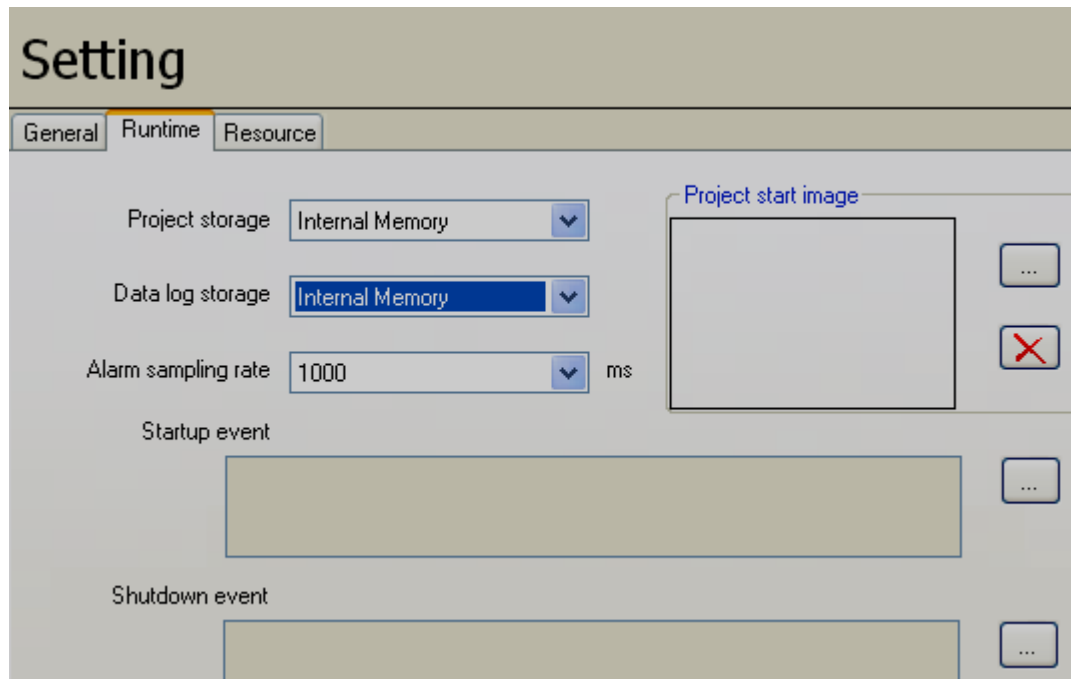 Setting
General Runtime Resource
Project storage Internal Memory
Project start image
...
Data log storage Internal Memory
Alarm sampling rate 1000 ms
Startup event
...
Shutdown event
...